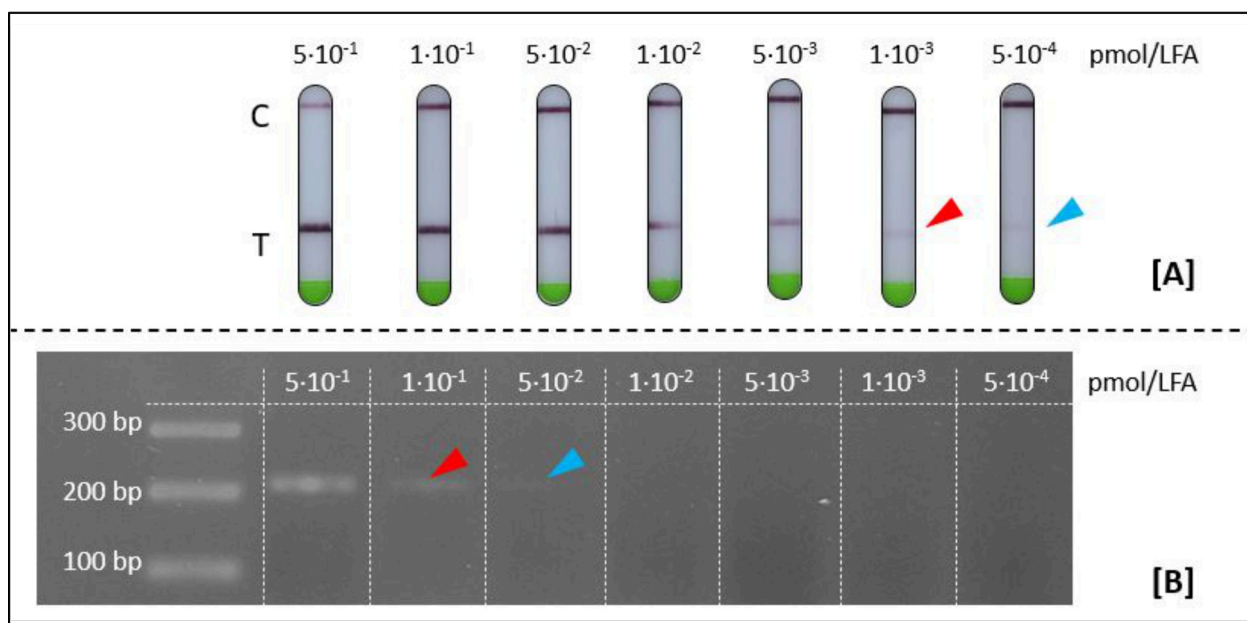 5·10⁻¹ 1·10⁻¹ 5·10⁻² 1·10⁻² 5·10⁻³ 1·10⁻³ 5·10⁻⁴ pmol/LFA
C
T
[A]
5·10⁻¹ 1·10⁻¹ 5·10⁻² 1·10⁻² 5·10⁻³ 1·10⁻³ 5·10⁻⁴ pmol/LFA
300 bp
200 bp
100 bp
[B]